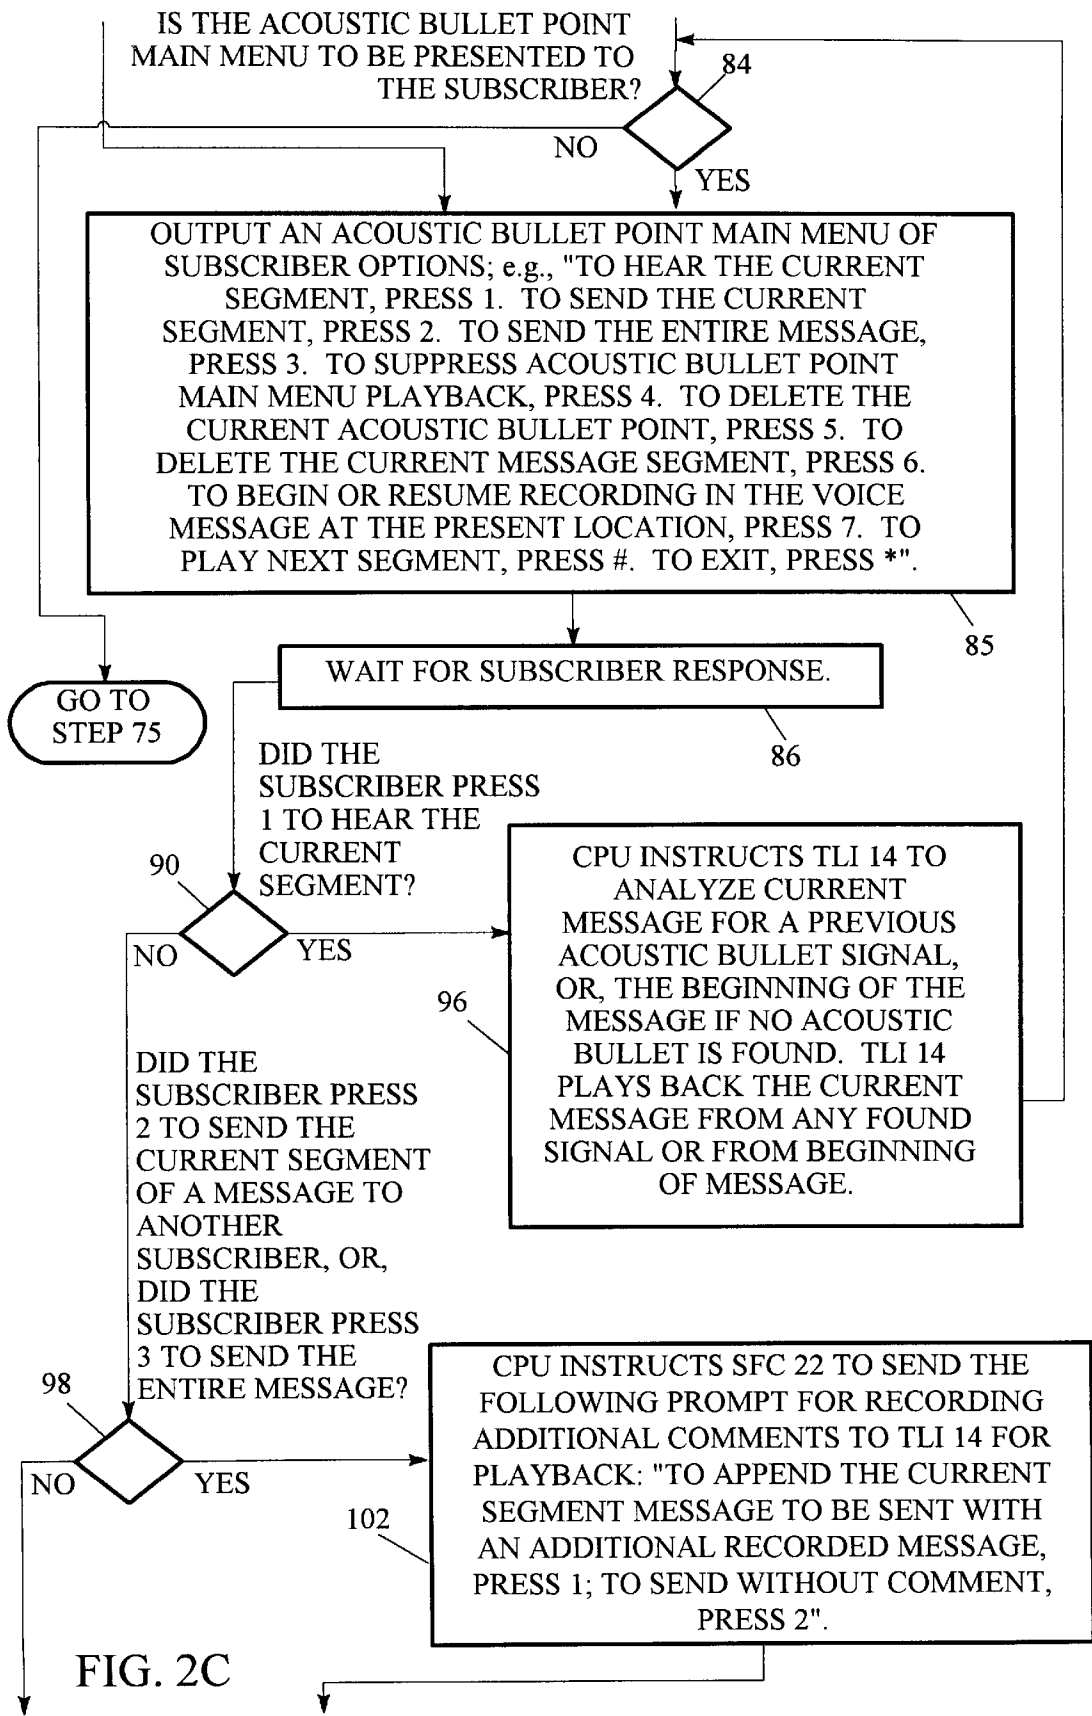 IS THE ACOUSTIC BULLET POINT
MAIN MENU TO BE PRESENTED TO
THE SUBSCRIBER?
84
NO
YES
OUTPUT AN ACOUSTIC BULLET POINT MAIN MENU OF
SUBSCRIBER OPTIONS; e.g., "TO HEAR THE CURRENT
SEGMENT, PRESS 1. TO SEND THE CURRENT
SEGMENT, PRESS 2. TO SEND THE ENTIRE MESSAGE,
PRESS 3. TO SUPPRESS ACOUSTIC BULLET POINT
MAIN MENU PLAYBACK, PRESS 4. TO DELETE THE
CURRENT ACOUSTIC BULLET POINT, PRESS 5. TO
DELETE THE CURRENT MESSAGE SEGMENT, PRESS 6.
TO BEGIN OR RESUME RECORDING IN THE VOICE
MESSAGE AT THE PRESENT LOCATION, PRESS 7. TO
PLAY NEXT SEGMENT, PRESS #. TO EXIT, PRESS *".
85
WAIT FOR SUBSCRIBER RESPONSE.
86
GO TO
STEP 75
DID THE
SUBSCRIBER PRESS
1 TO HEAR THE
CURRENT
SEGMENT?
90
NO
YES
CPU INSTRUCTS TLI 14 TO
ANALYZE CURRENT
MESSAGE FOR A PREVIOUS
ACOUSTIC BULLET SIGNAL,
OR, THE BEGINNING OF THE
MESSAGE IF NO ACOUSTIC
BULLET IS FOUND. TLI 14
PLAYS BACK THE CURRENT
MESSAGE FROM ANY FOUND
SIGNAL OR FROM BEGINNING
OF MESSAGE.
96
DID THE
SUBSCRIBER PRESS
2 TO SEND THE
CURRENT SEGMENT
OF A MESSAGE TO
ANOTHER
SUBSCRIBER, OR,
DID THE
SUBSCRIBER PRESS
3 TO SEND THE
ENTIRE MESSAGE?
98
NO
YES
CPU INSTRUCTS SFC 22 TO SEND THE
FOLLOWING PROMPT FOR RECORDING
ADDITIONAL COMMENTS TO TLI 14 FOR
PLAYBACK: "TO APPEND THE CURRENT
SEGMENT MESSAGE TO BE SENT WITH
AN ADDITIONAL RECORDED MESSAGE,
PRESS 1; TO SEND WITHOUT COMMENT,
PRESS 2".
102
FIG. 2C